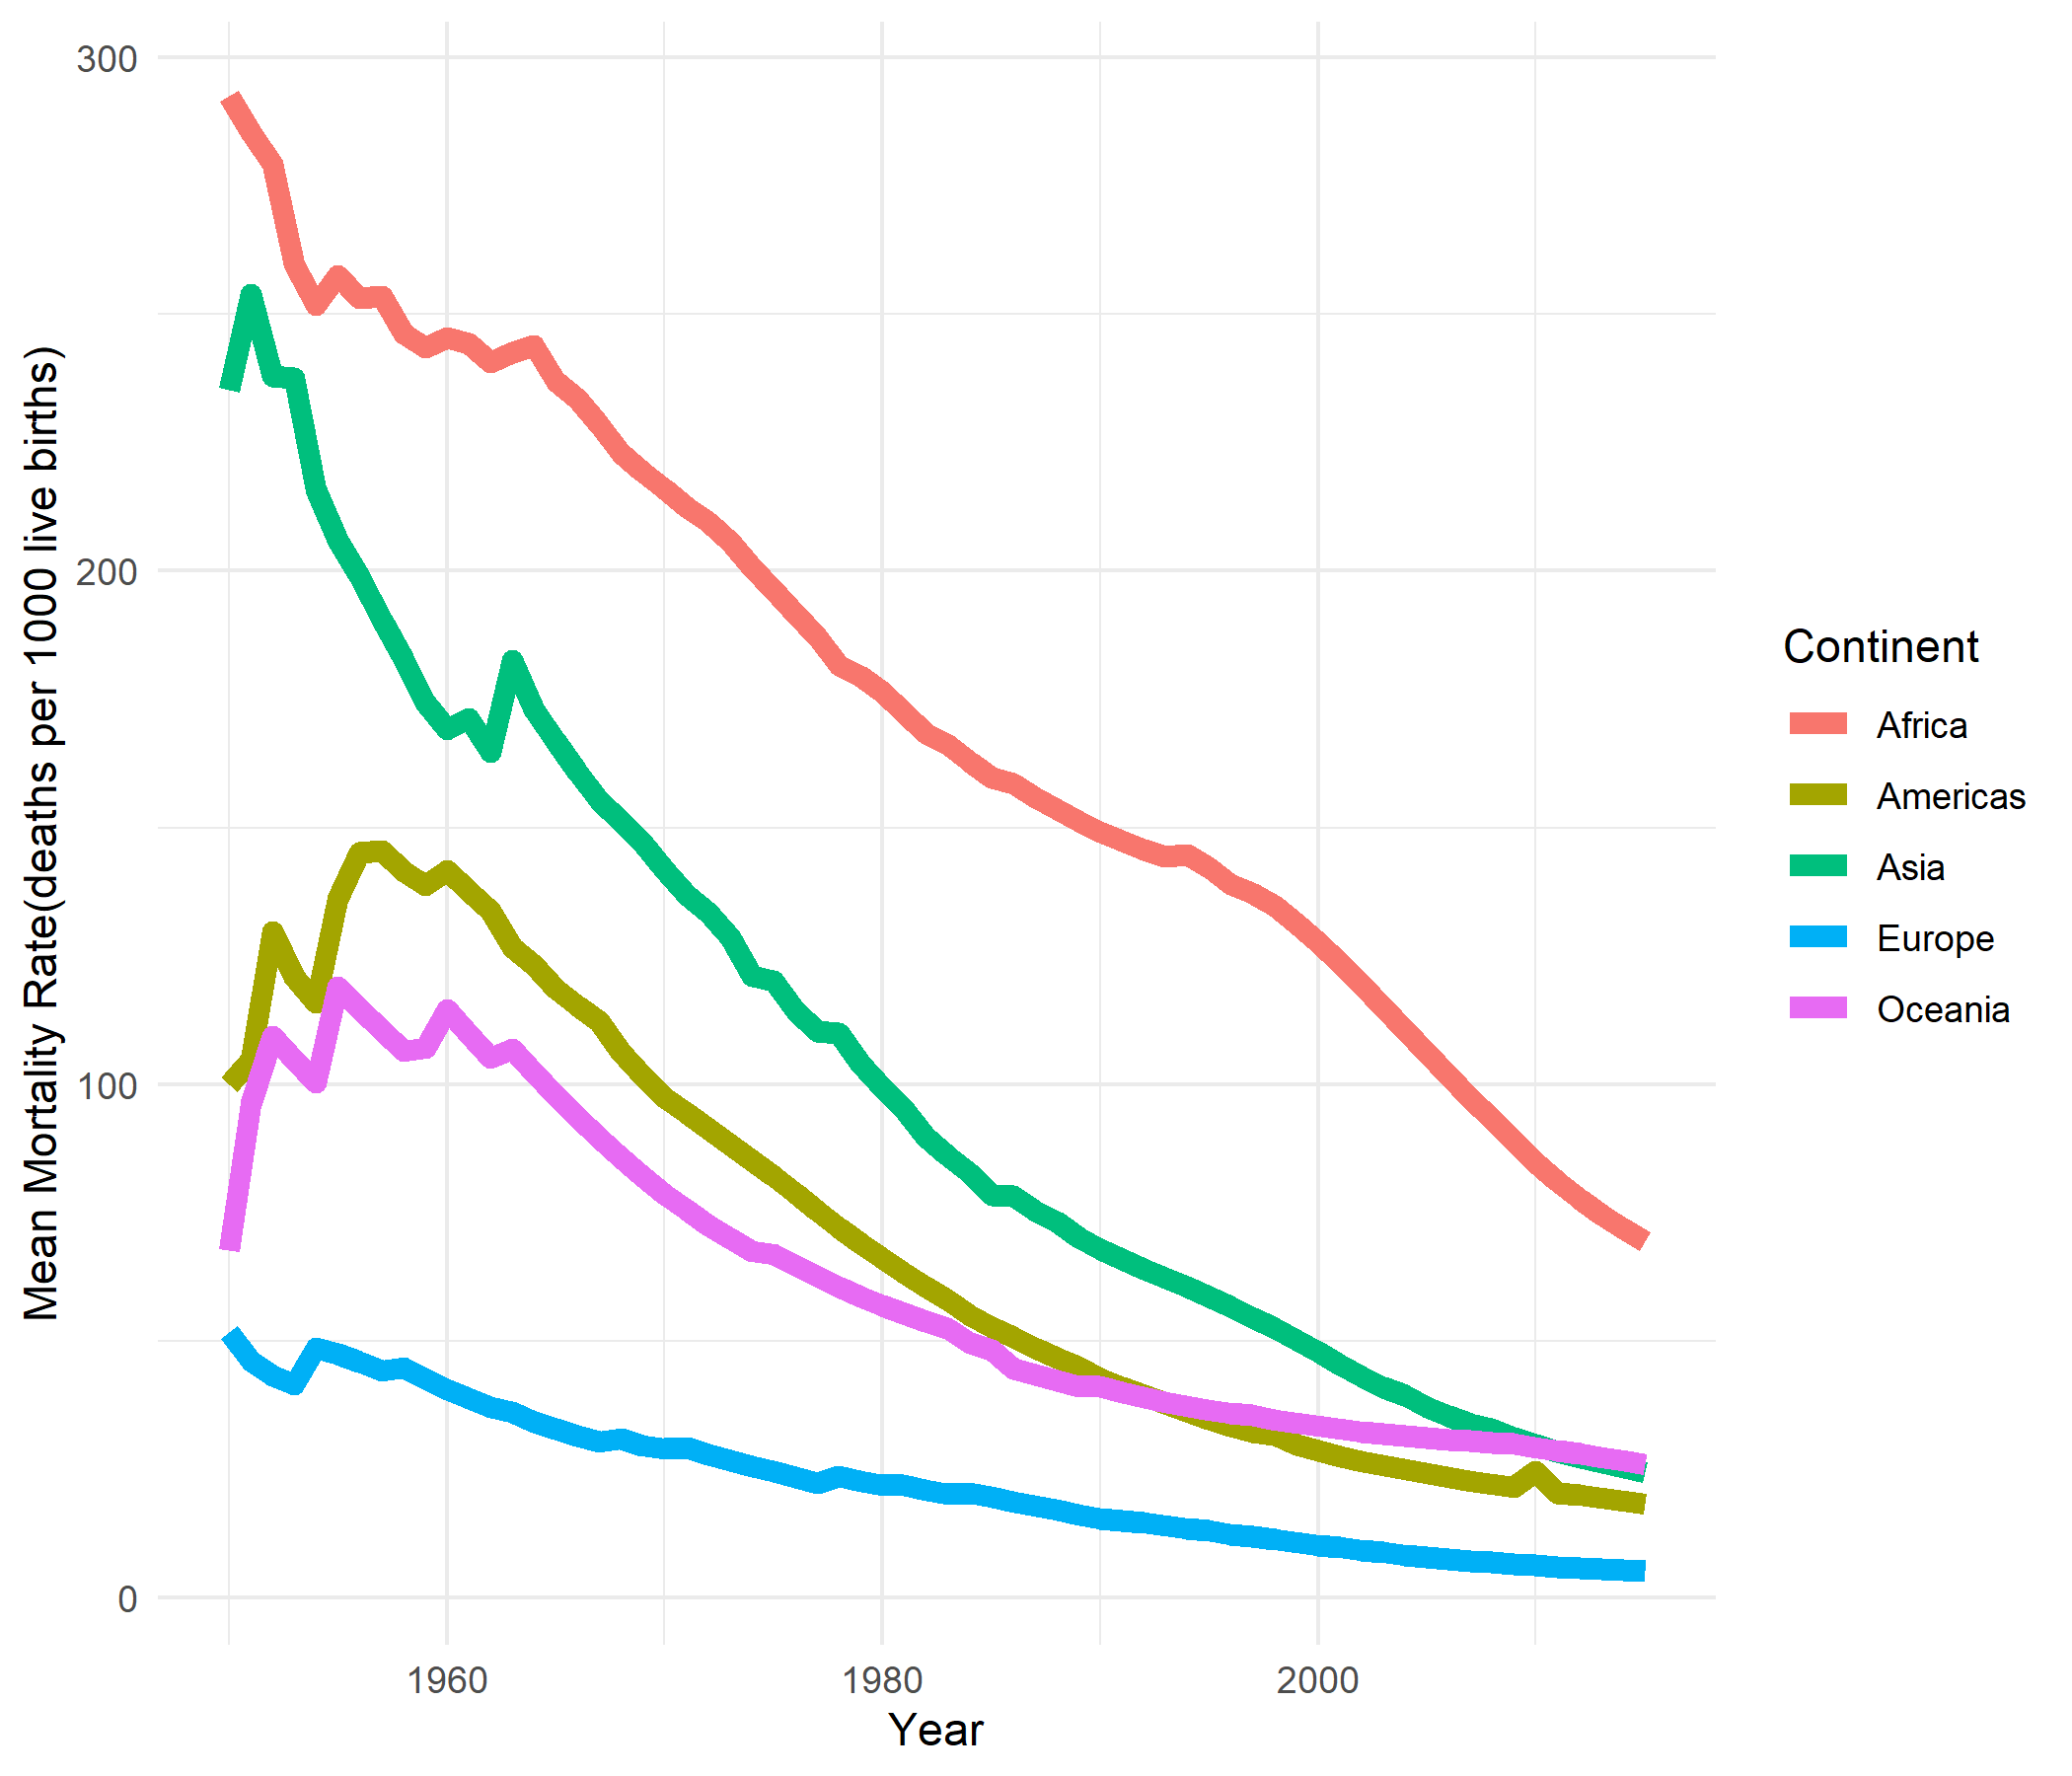 300
200
100
0
Mean Mortality Rate(deaths per 1000 live births)
1960
1980
2000
Year
Continent
Africa
Americas
Asia
Europe
Oceania